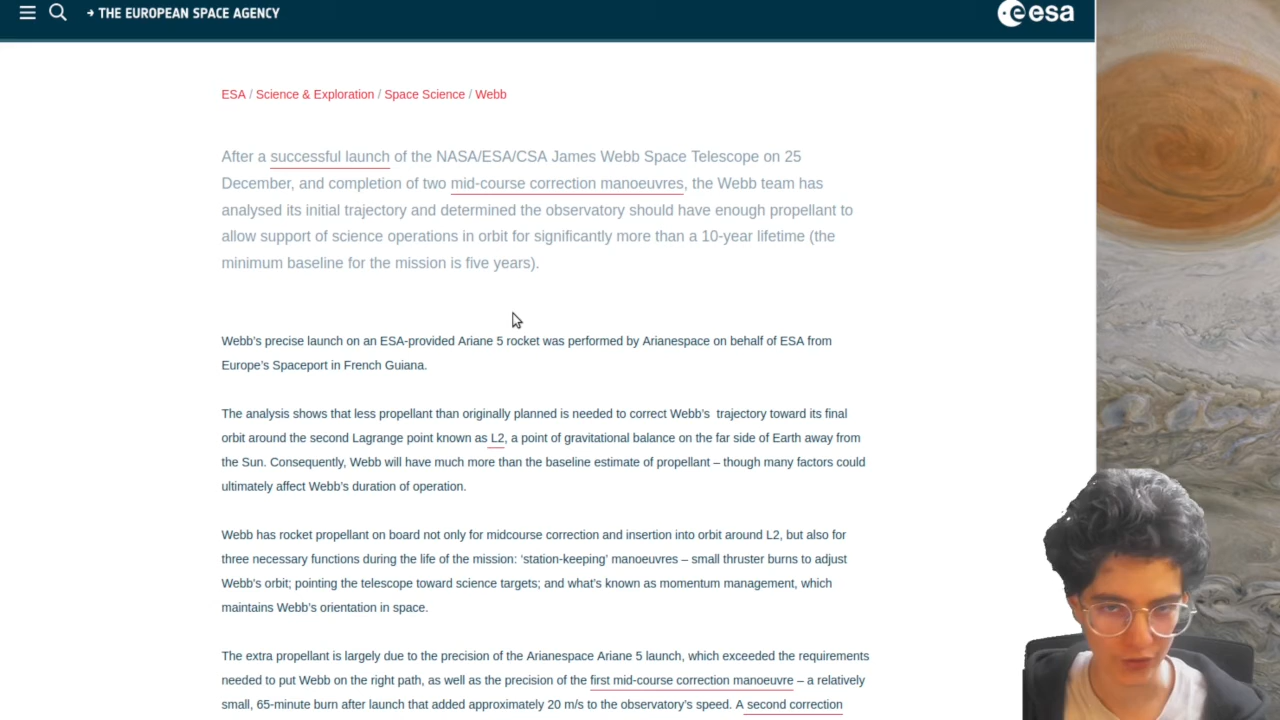 → THE EUROPEAN SPACE AGENCY
esa
ESA / Science & Exploration / Space Science / Webb
After a successful launch of the NASA/ESA/CSA James Webb Space Telescope on 25
December, and completion of two mid-course correction manoeuvres, the Webb team has
analysed its initial trajectory and determined the observatory should have enough propellant to
allow support of science operations in orbit for significantly more than a 10-year lifetime (the
minimum baseline for the mission is five years).
Webb’s precise launch on an ESA-provided Ariane 5 rocket was performed by Arianespace on behalf of ESA from
Europe’s Spaceport in French Guiana.
The analysis shows that less propellant than originally planned is needed to correct Webb’s  trajectory toward its final
orbit around the second Lagrange point known as L2, a point of gravitational balance on the far side of Earth away from
the Sun. Consequently, Webb will have much more than the baseline estimate of propellant – though many factors could
ultimately affect Webb’s duration of operation.
Webb has rocket propellant on board not only for midcourse correction and insertion into orbit around L2, but also for
three necessary functions during the life of the mission: ‘station-keeping’ manoeuvres – small thruster burns to adjust
Webb’s orbit; pointing the telescope toward science targets; and what’s known as momentum management, which
maintains Webb’s orientation in space.
The extra propellant is largely due to the precision of the Arianespace Ariane 5 launch, which exceeded the requirements
needed to put Webb on the right path, as well as the precision of the first mid-course correction manoeuvre – a relatively
small, 65-minute burn after launch that added approximately 20 m/s to the observatory’s speed. A second correction